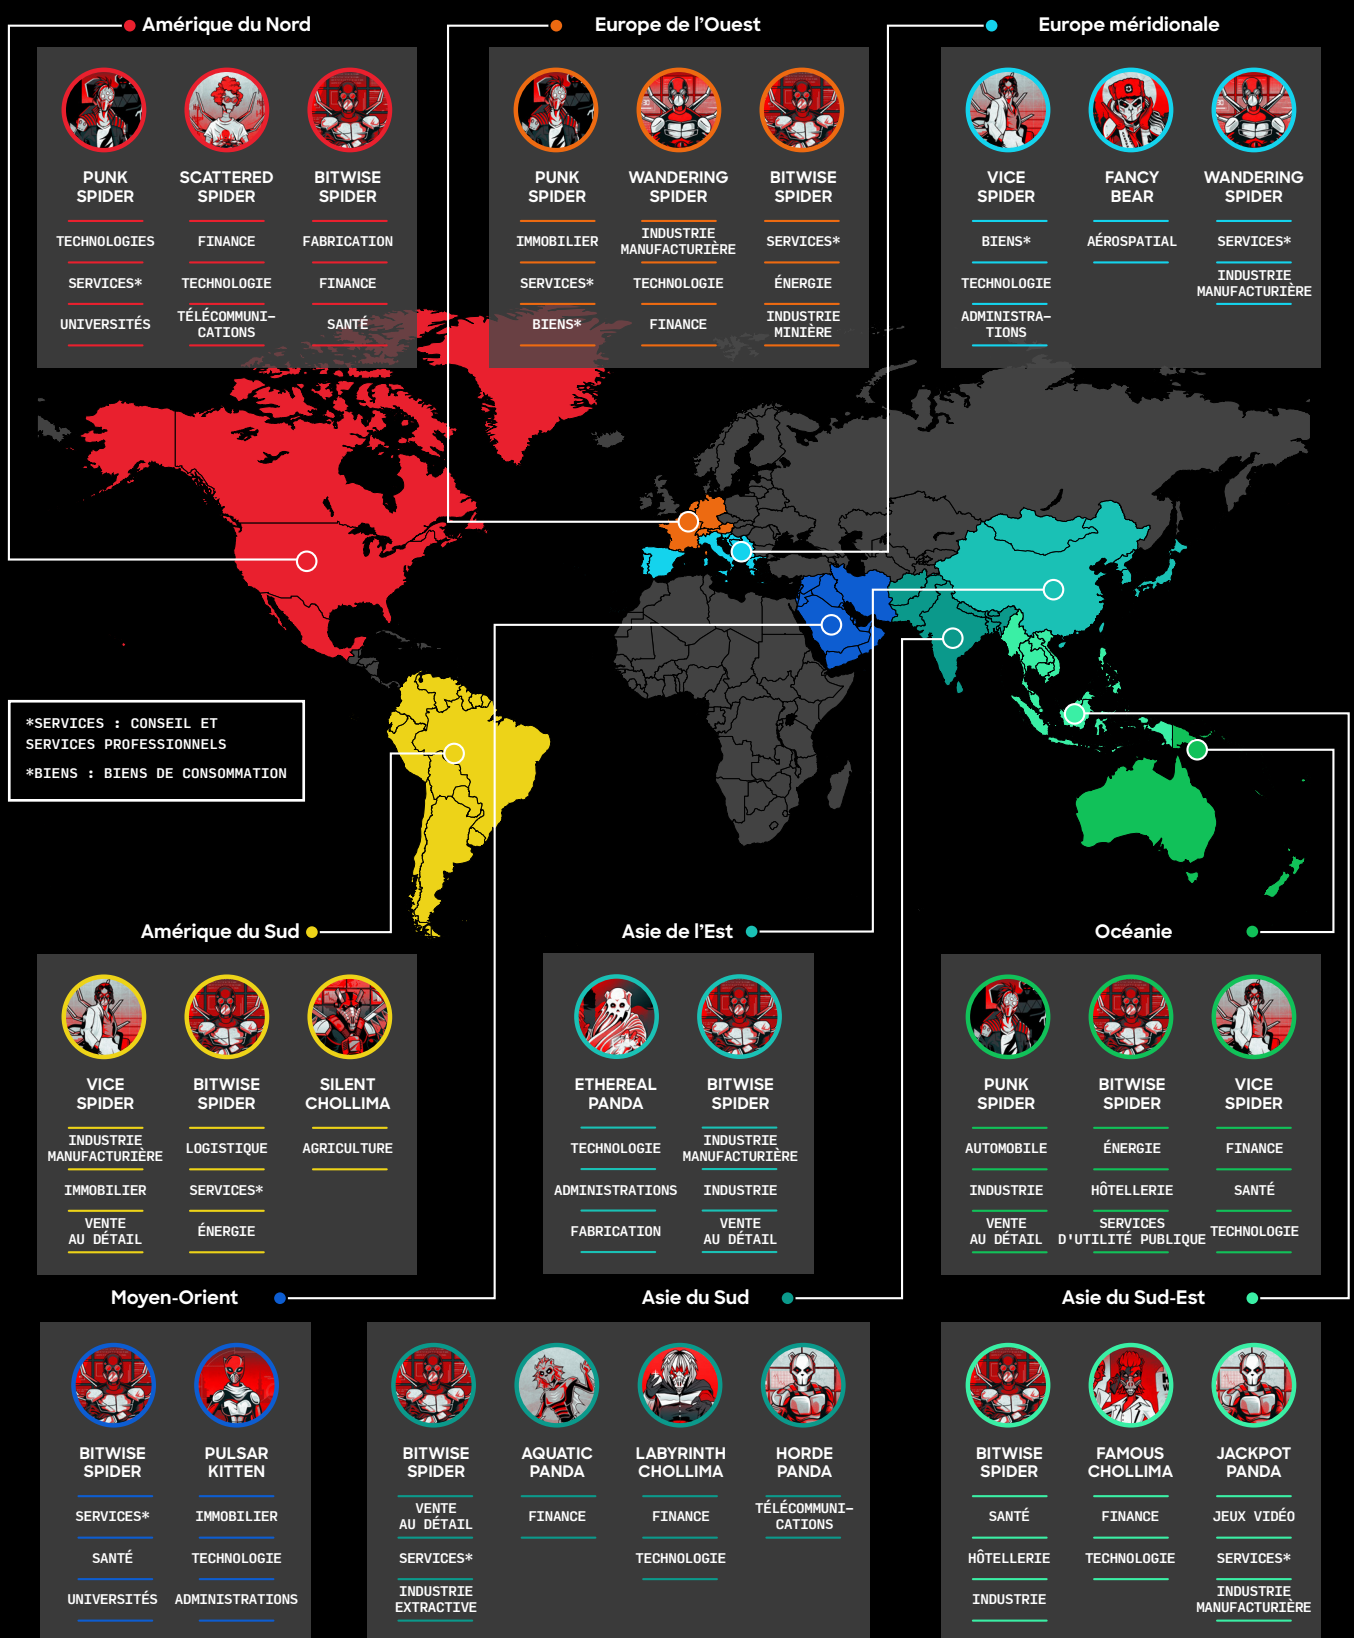 Amérique du Nord
PUNK
SPIDER
TECHNOLOGIES
SERVICES*
UNIVERSITÉS
SCATTERED
SPIDER
FINANCE
TECHNOLOGIE
TÉLÉCOMMUNI-
CATIONS
BITWISE
SPIDER
FABRICATION
FINANCE
SANTÉ
Europe de l'Ouest
PUNK
SPIDER
IMMOBILIER
SERVICES*
BIENS*
WANDERING
SPIDER
INDUSTRIE
MANUFACTURIÈRE
TECHNOLOGIE
FINANCE
BITWISE
SPIDER
SERVICES*
ÉNERGIE
INDUSTRIE
MINIÈRE
Europe méridionale
VICE
SPIDER
BIENS*
TECHNOLOGIE
ADMINISTRA-
TIONS
FANCY
BEAR
AÉROSPATIAL
WANDERING
SPIDER
SERVICES*
INDUSTRIE
MANUFACTURIÈRE
*SERVICES : CONSEIL ET
SERVICES PROFESSIONNELS
*BIENS : BIENS DE CONSOMMATION
Amérique du Sud
VICE
SPIDER
INDUSTRIE
MANUFACTURIÈRE
IMMOBILIER
VENTE
AU DÉTAIL
BITWISE
SPIDER
LOGISTIQUE
SERVICES*
ÉNERGIE
SILENT
CHOLLIMA
AGRICULTURE
Asie de l'Est
ETHEREAL
PANDA
TECHNOLOGIE
ADMINISTRATIONS
FABRICATION
BITWISE
SPIDER
INDUSTRIE
MANUFACTURIÈRE
INDUSTRIE
VENTE
AU DÉTAIL
Océanie
PUNK
SPIDER
AUTOMOBILE
INDUSTRIE
VENTE
AU DÉTAIL
BITWISE
SPIDER
ÉNERGIE
HÔTELLERIE
SERVICES
D'UTILITÉ PUBLIQUE
VICE
SPIDER
FINANCE
SANTÉ
TECHNOLOGIE
Moyen-Orient
BITWISE
SPIDER
SERVICES*
SANTÉ
UNIVERSITÉS
PULSAR
KITTEN
IMMOBILIER
TECHNOLOGIE
ADMINISTRATIONS
Asie du Sud
BITWISE
SPIDER
VENTE
AU DÉTAIL
SERVICES*
INDUSTRIE
EXTRACTIVE
AQUATIC
PANDA
FINANCE
LABYRINTH
CHOLLIMA
FINANCE
TECHNOLOGIE
HORDE
PANDA
TÉLÉCOMMUNI-
CATIONS
Asie du Sud-Est
BITWISE
SPIDER
SANTÉ
HÔTELLERIE
INDUSTRIE
FAMOUS
CHOLLIMA
FINANCE
TECHNOLOGIE
JACKPOT
PANDA
JEUX VIDÉO
SERVICES*
INDUSTRIE
MANUFACTURIÈRE